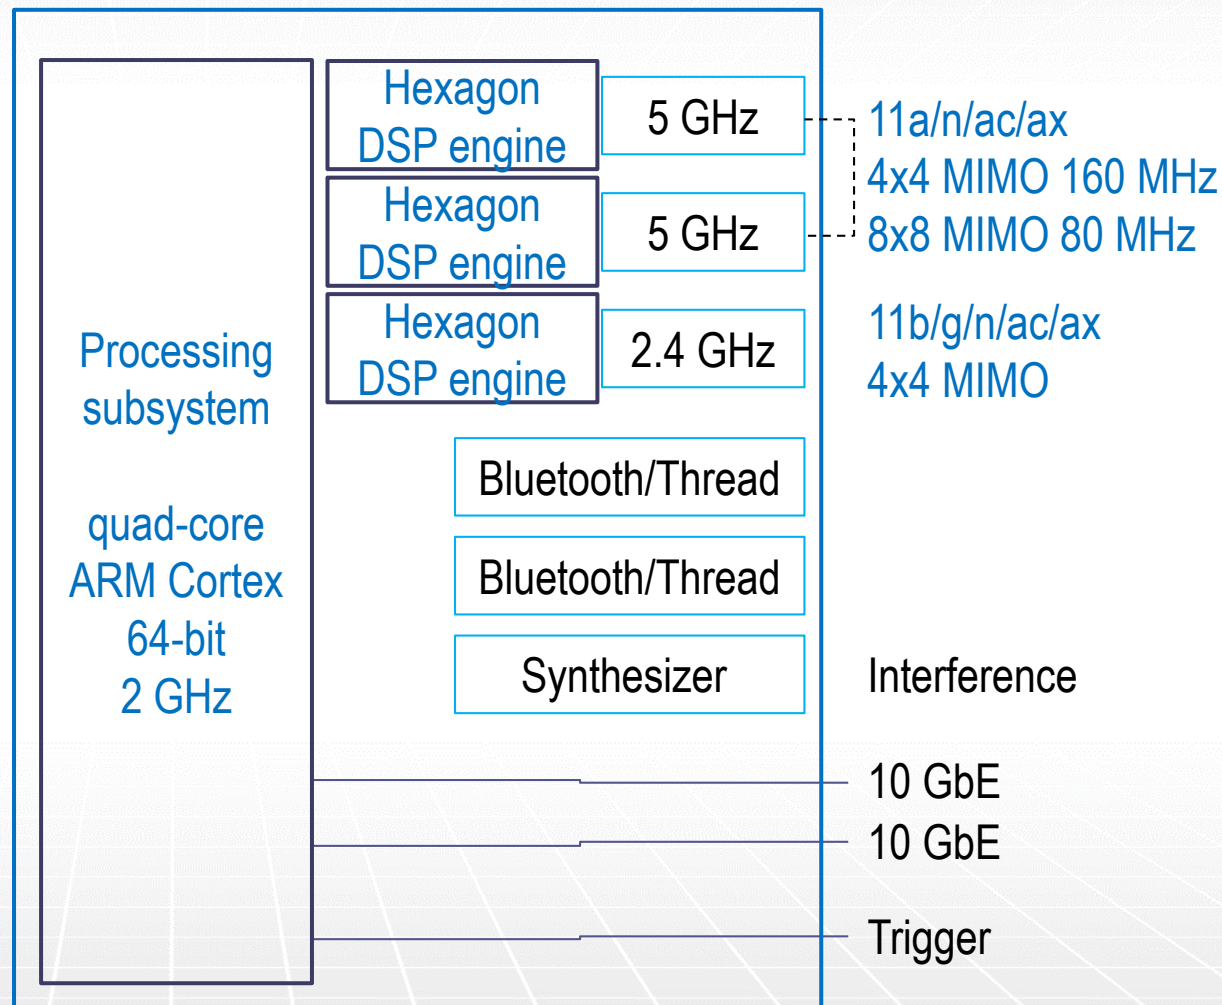 Processing
subsystem
quad-core
ARM Cortex
64-bit
2 GHz
Hexagon
DSP engine
5 GHz
11a/n/ac/ax
4x4 MIMO 160 MHz
8x8 MIMO 80 MHz
Hexagon
DSP engine
5 GHz
Hexagon
DSP engine
2.4 GHz
11b/g/n/ac/ax
4x4 MIMO
Bluetooth/Thread
Bluetooth/Thread
Synthesizer
Interference
10 GbE
10 GbE
Trigger